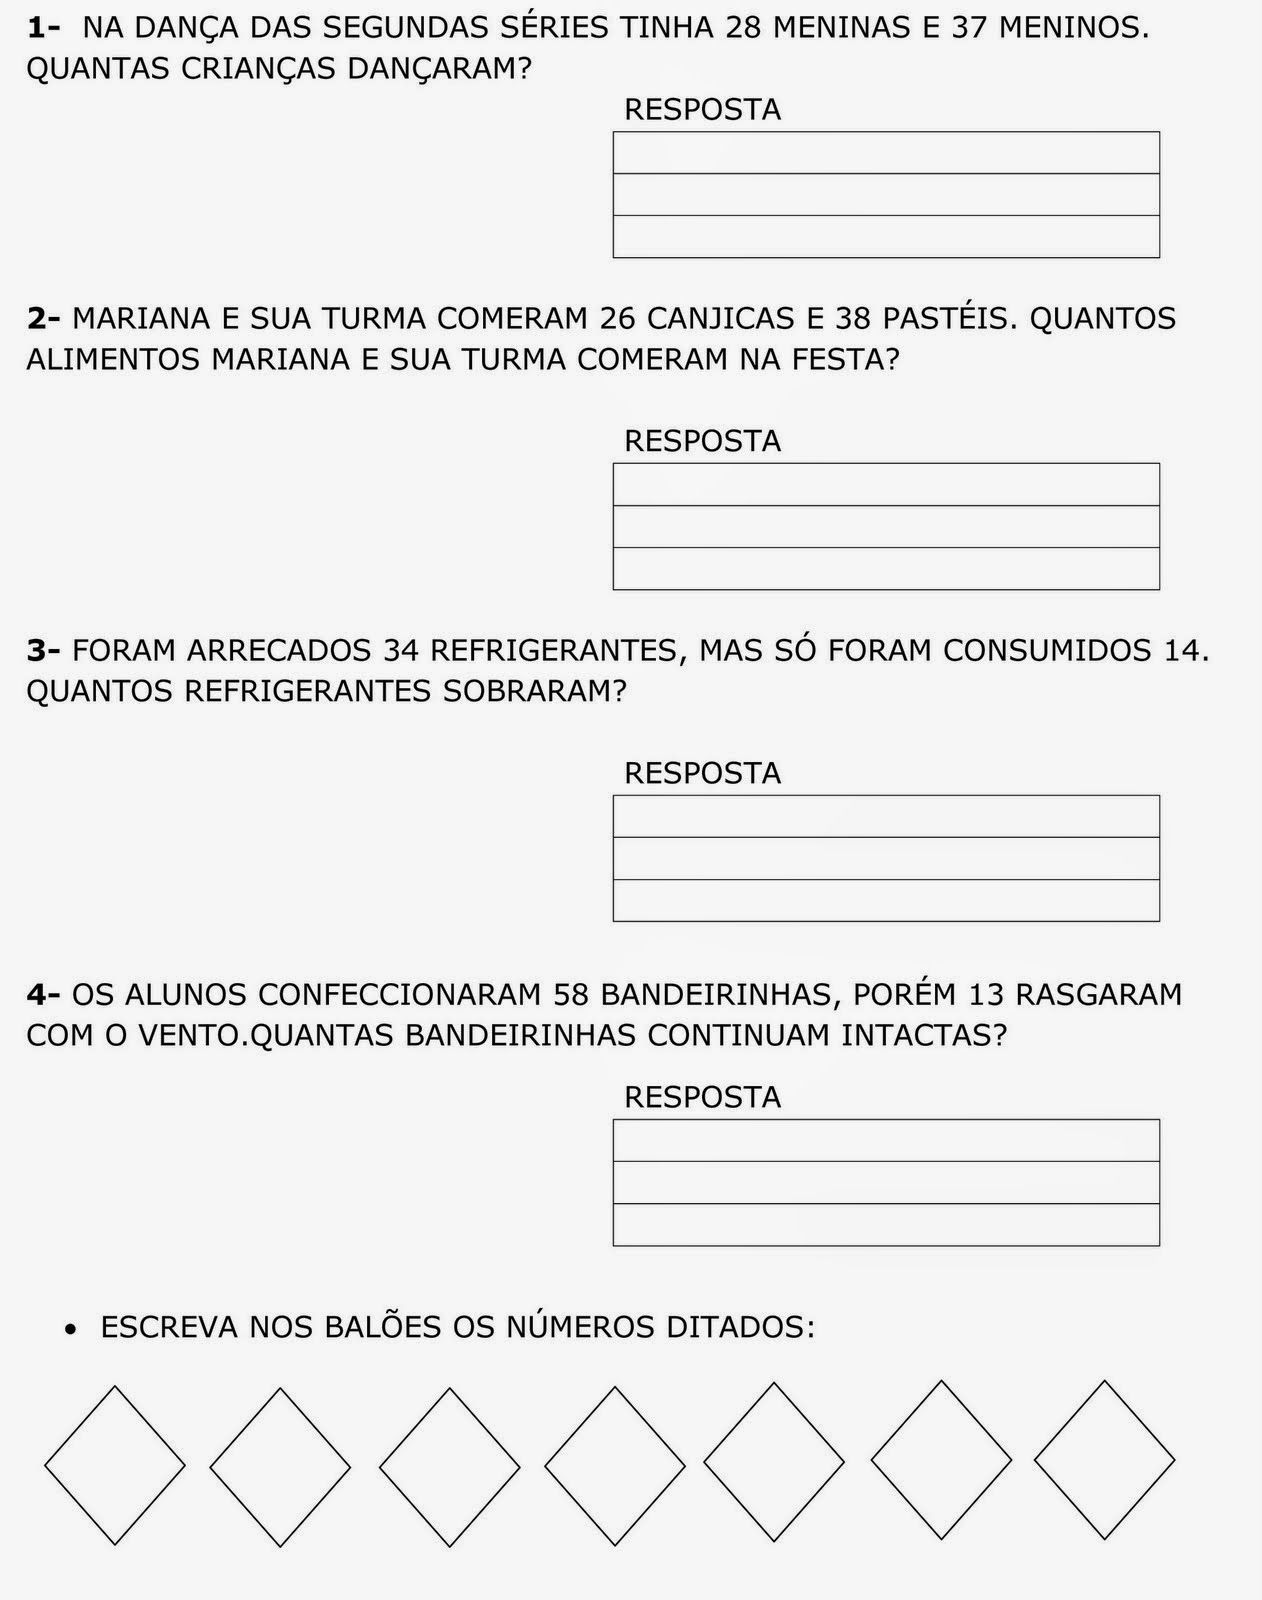 1- NA DANÇA DAS SEGUNDAS SÉRIES TINHA 28 MENINAS E 37 MENINOS.
QUANTAS CRIANÇAS DANÇARAM?
RESPOSTA
2- MARIANA E SUA TURMA COMERAM 26 CANJICAS E 38 PASTÉIS. QUANTOS
ALIMENTOS MARIANA E SUA TURMA COMERAM NA FESTA?
RESPOSTA
3- FORAM ARRECADOS 34 REFRIGERANTES, MAS SÓ FORAM CONSUMIDOS 14.
QUANTOS REFRIGERANTES SOBRARAM?
RESPOSTA
4- OS ALUNOS CONFECCIONARAM 58 BANDEIRINHAS, PORÉM 13 RASGARAM
COM O VENTO.QUANTAS BANDEIRINHAS CONTINUAM INTACTAS?
RESPOSTA
• ESCREVA NOS BALÕES OS NÚMEROS DITADOS: